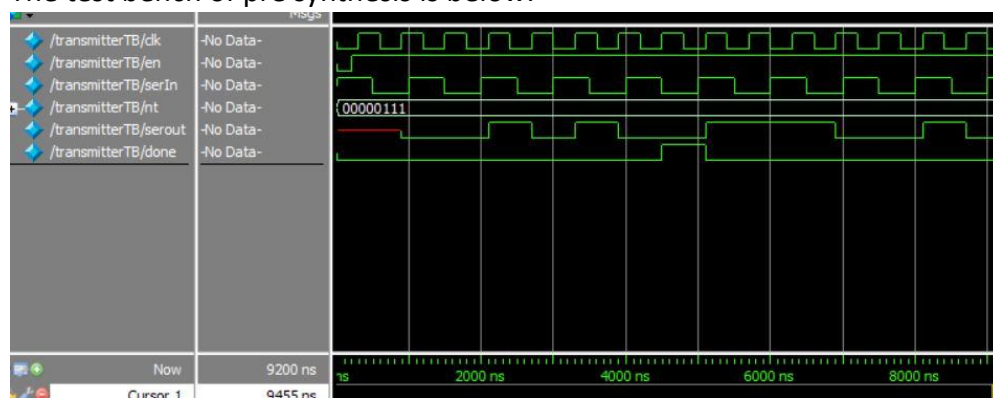 The test bench of pre synthesis is below:
Msgs
/transmitterTB/clk -No Data-
/transmitterTB/en -No Data-
/transmitterTB/serIn -No Data-
/transmitterTB/nt -No Data- 00000111
/transmitterTB/serout -No Data-
/transmitterTB/done -No Data-
Now 9200 ns ns 2000 ns 4000 ns 6000 ns 8000 ns
Cursor 1 9455 ns